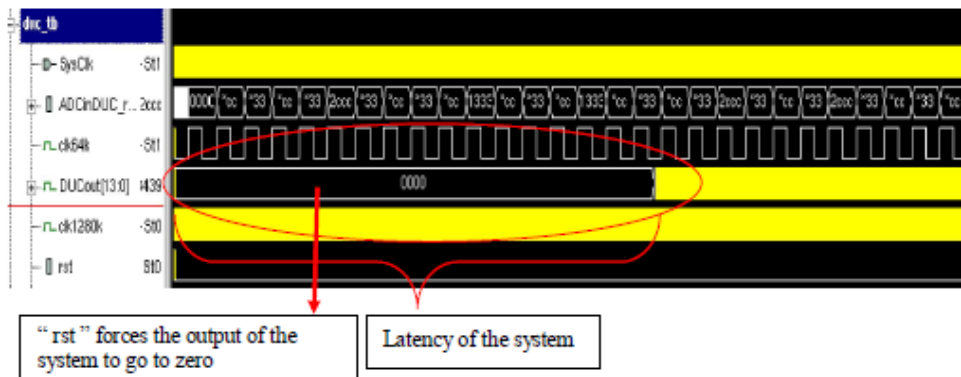 duc_tb
SysClk -St1
ADCinDUC_r... 2ccc 000C *cc *33 *cc *33 2ccc *33 *cc *33 *cc 1333 *cc *33 *cc 1333 *cc *33 *cc *33 2ccc *33 *cc *33 2ccc *33 *cc *33
clk64k -St1
DUCout[13:0] 0000
clk1280k -St0
rst St0
“ rst ” forces the output of the
system to go to zero
Latency of the system